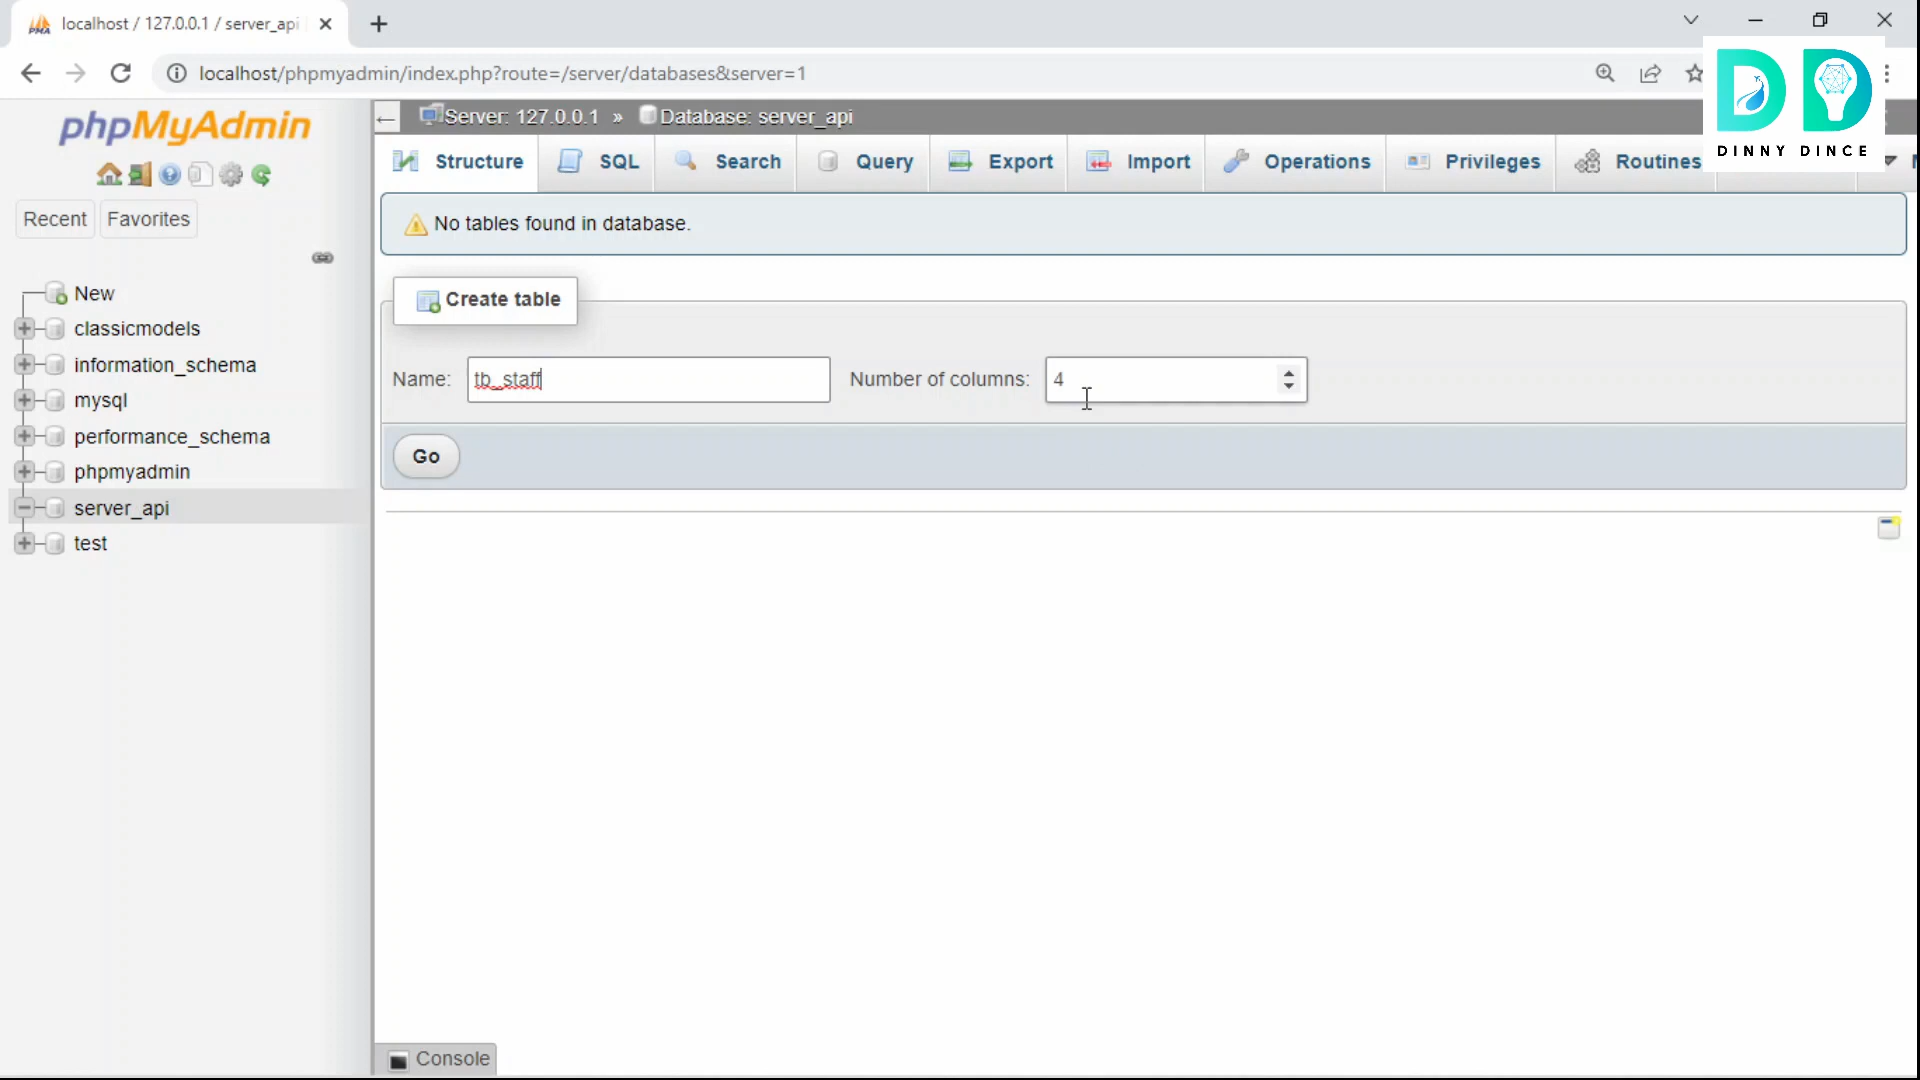 localhost / 127.0.0.1 / server_api
localhost/phpmyadmin/index.php?route=/server/databases&server=1
DINNY DINCE
phpMyAdmin
Recent
Favorites
New
classicmodels
information_schema
mysql
performance_schema
phpmyadmin
server_api
test
Server: 127.0.0.1 » Database: server_api
Structure
SQL
Search
Query
Export
Import
Operations
Privileges
Routines
No tables found in database.
Create table
Name: tb_staff
Number of columns: 4
Go
Console